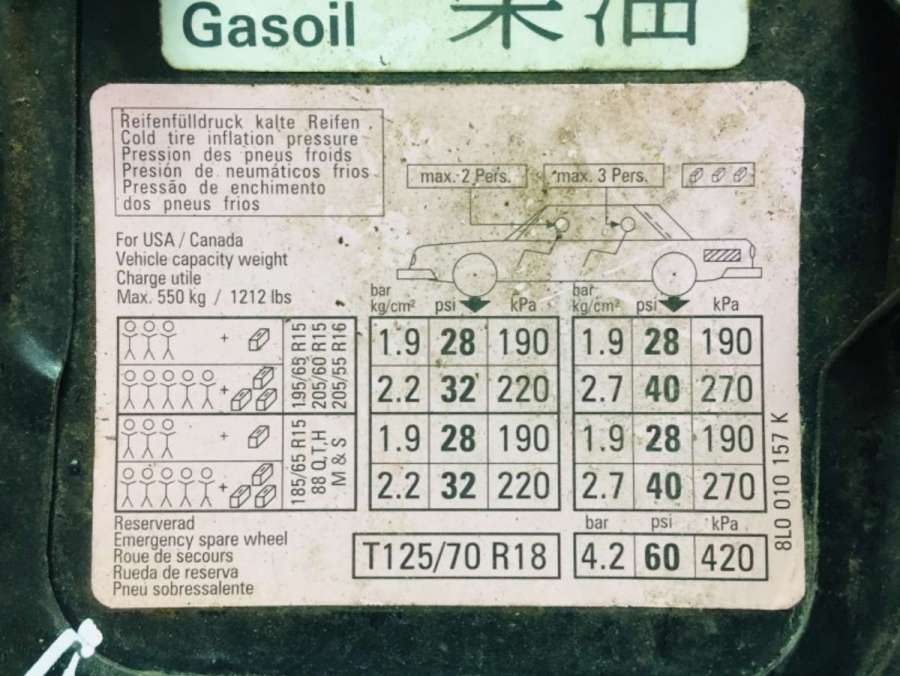 Gasoil 柴油
Reifenfülldruck kalte Reifen
Cold tire inflation pressure
Pression des pneus froids
Presión de neumáticos frios
Pressão de enchimento
dos pneus frios
max. 2 Pers. max. 3 Pers.
For USA / Canada
Vehicle capacity weight
Charge utile
Max. 550 kg / 1212 lbs
bar
kg/cm² psi kPa
bar
kg/cm² psi kPa
195/65 R15
205/60 R15
205/55 R16
1.9 28 190 1.9 28 190
2.2 32 220 2.7 40 270
185/65 R15
88 Q,T,H
M & S
1.9 28 190 1.9 28 190
2.2 32 220 2.7 40 270
Reserverad
Emergency spare wheel
Roue de secours
Rueda de reserva
Pneu sobressalente
T125/70 R18
bar psi kPa
4.2 60 420
8L0 010 157 K